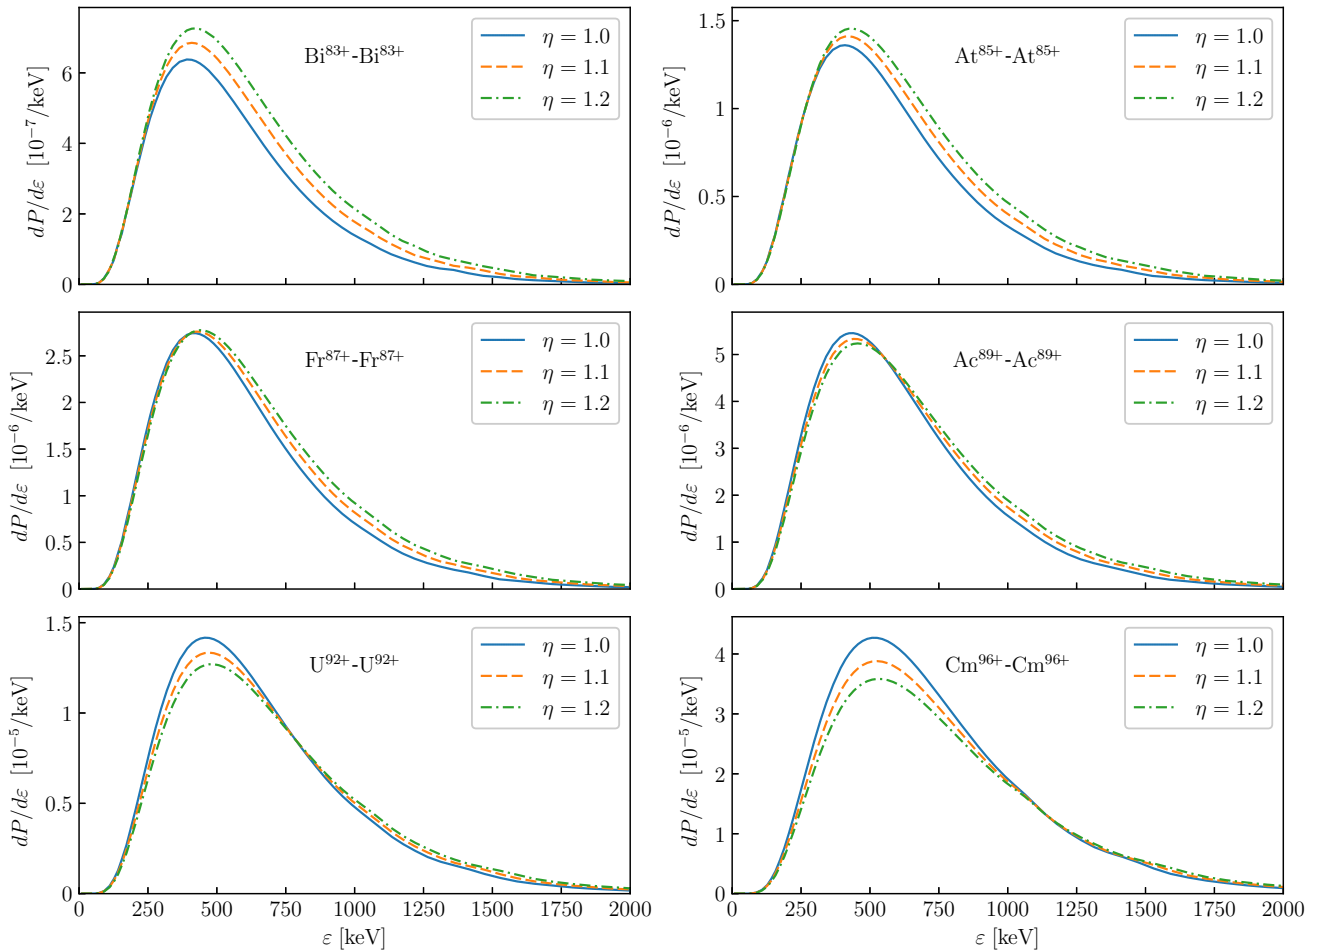 dP/dε [10⁻⁷/keV]
6
4
2
0
Bi⁸³⁺-Bi⁸³⁺
η = 1.0
η = 1.1
η = 1.2
dP/dε [10⁻⁶/keV]
1.5
1
0.5
0
At⁸⁵⁺-At⁸⁵⁺
η = 1.0
η = 1.1
η = 1.2
dP/dε [10⁻⁶/keV]
2.5
2
1.5
1
0.5
0
Fr⁸⁷⁺-Fr⁸⁷⁺
η = 1.0
η = 1.1
η = 1.2
dP/dε [10⁻⁶/keV]
5
4
3
2
1
0
Ac⁸⁹⁺-Ac⁸⁹⁺
η = 1.0
η = 1.1
η = 1.2
dP/dε [10⁻⁵/keV]
1.5
1
0.5
0
U⁹²⁺-U⁹²⁺
η = 1.0
η = 1.1
η = 1.2
0 250 500 750 1000 1250 1500 1750 2000
ε [keV]
dP/dε [10⁻⁵/keV]
4
3
2
1
0
Cm⁹⁶⁺-Cm⁹⁶⁺
η = 1.0
η = 1.1
η = 1.2
0 250 500 750 1000 1250 1500 1750 2000
ε [keV]